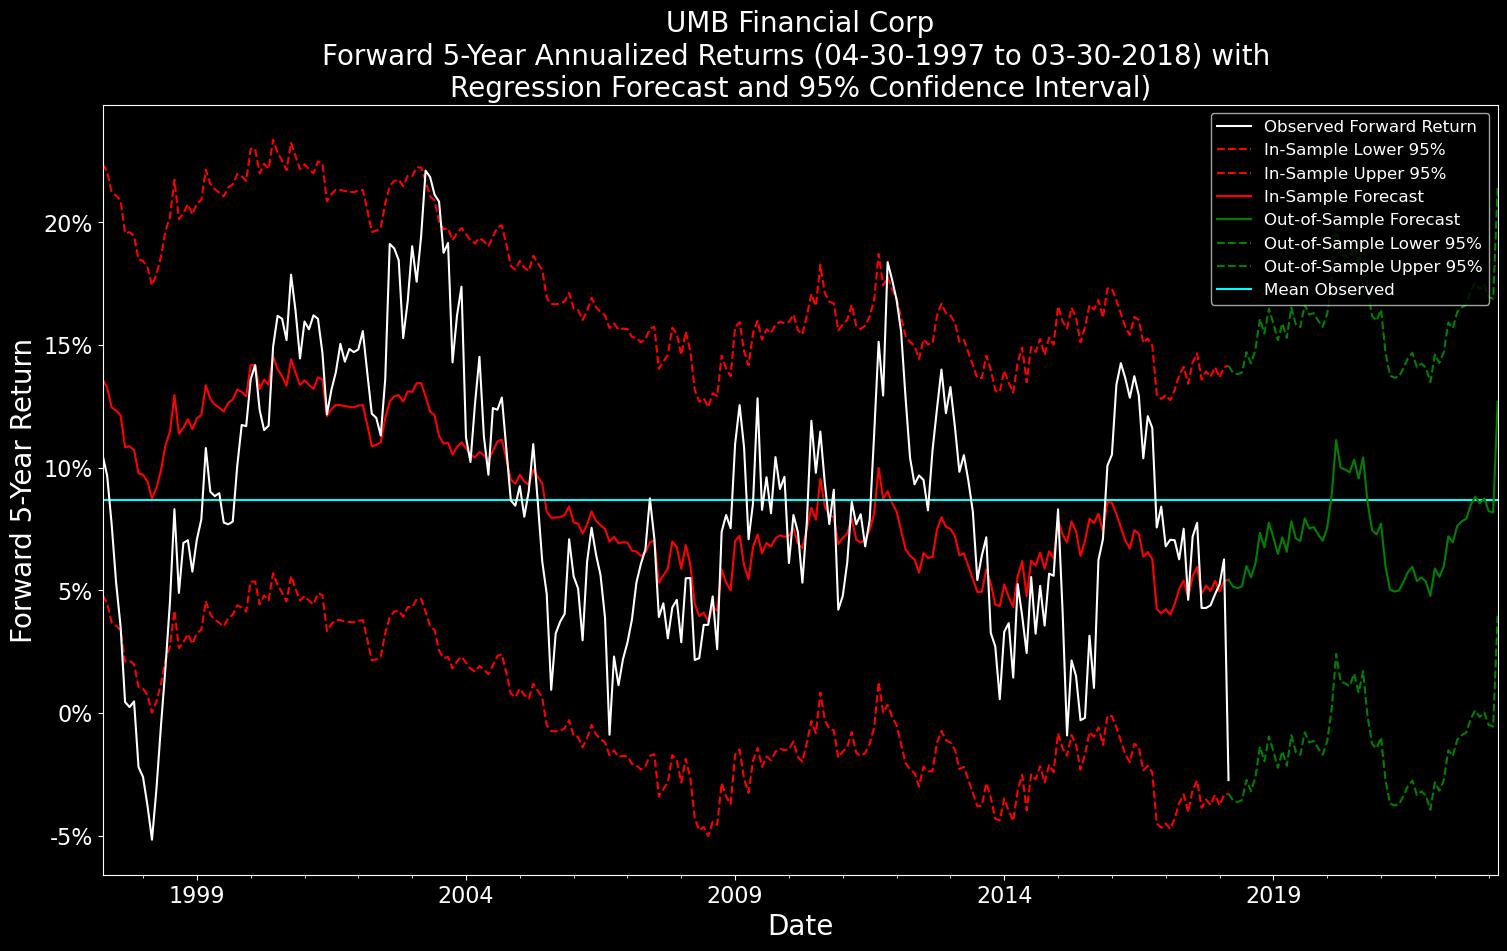 UMB Financial Corp
Forward 5-Year Annualized Returns (04-30-1997 to 03-30-2018) with
Regression Forecast and 95% Confidence Interval)
Observed Forward Return
In-Sample Lower 95%
In-Sample Upper 95%
In-Sample Forecast
Out-of-Sample Forecast
Out-of-Sample Lower 95%
Out-of-Sample Upper 95%
Mean Observed
Forward 5-Year Return
20%
15%
10%
5%
0%
-5%
1999
2004
2009
2014
2019
Date